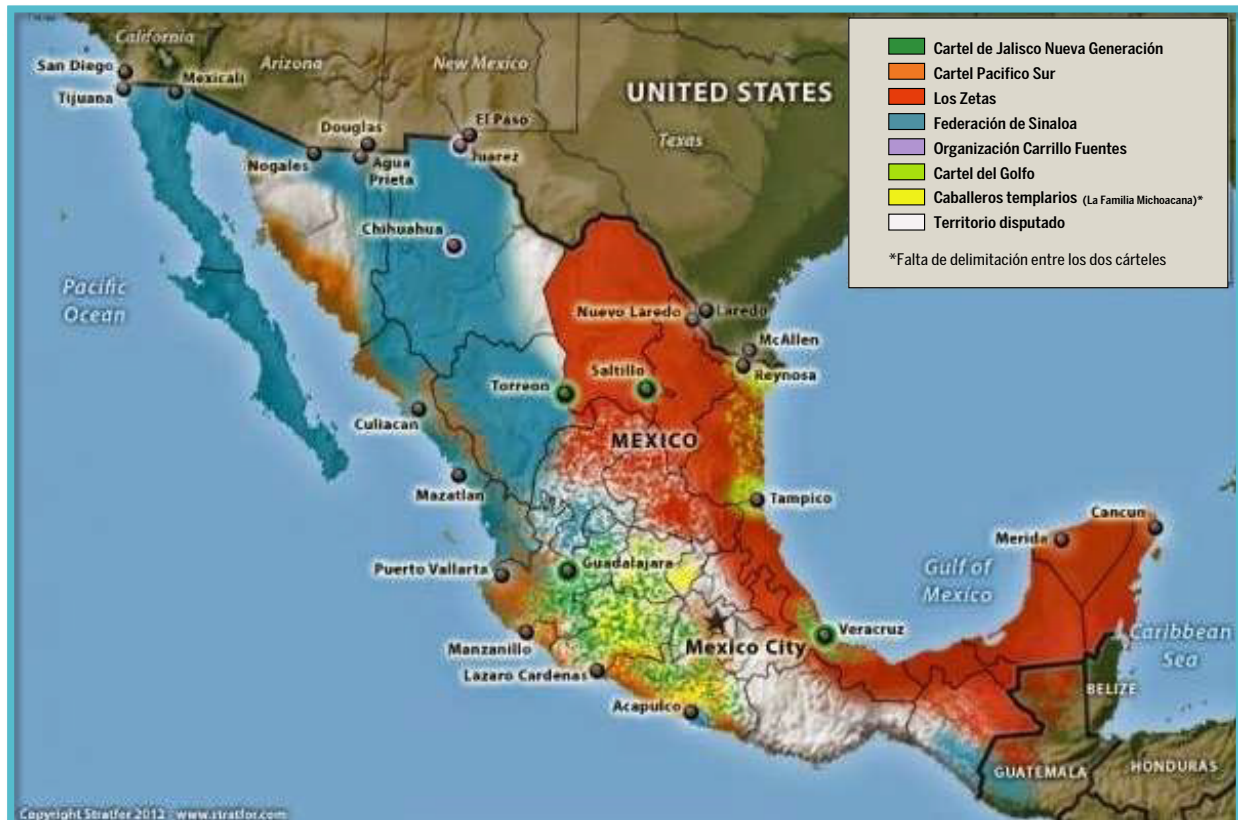 California
San Diego
Mexicali
Tijuana
Arizona
New Mexico
Douglas
El Paso
Nogales
Agua
Prieta
Juarez
UNITED STATES
Texas
Cartel de Jalisco Nueva Generación
Cartel Pacifico Sur
Los Zetas
Federación de Sinaloa
Organización Carrillo Fuentes
Cartel del Golfo
Caballeros templarios (La Familia Michoacana)*
Territorio disputado
*Falta de delimitación entre los dos cárteles
Chihuahua
Pacific
Ocean
Nuevo Laredo
Laredo
McAllen
Reynosa
Torreon
Saltillo
Culiacan
MEXICO
Mazatlan
Tampico
Cancun
Merida
Puerto Vallarta
Guadalajara
Gulf of
Mexico
Manzanillo
Mexico City
Veracruz
Caribbean
Sea
Lazaro Cardenas
Acapulco
BELIZE
GUATEMALA
HONDURAS
Copyright Stratfor 2012 - www.stratfor.com